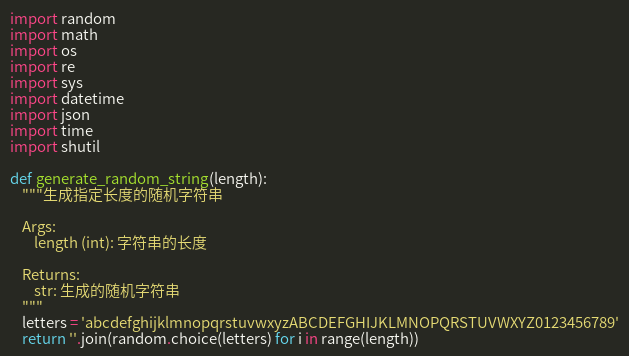 import random
import math
import os
import re
import sys
import datetime
import json
import time
import shutil

def generate_random_string(length):
    """生成指定长度的随机字符串

    Args:
        length (int): 字符串的长度

    Returns:
        str: 生成的随机字符串
    """
    letters = 'abcdefghijklmnopqrstuvwxyzABCDEFGHIJKLMNOPQRSTUVWXYZ0123456789'
    return ''.join(random.choice(letters) for i in range(length))